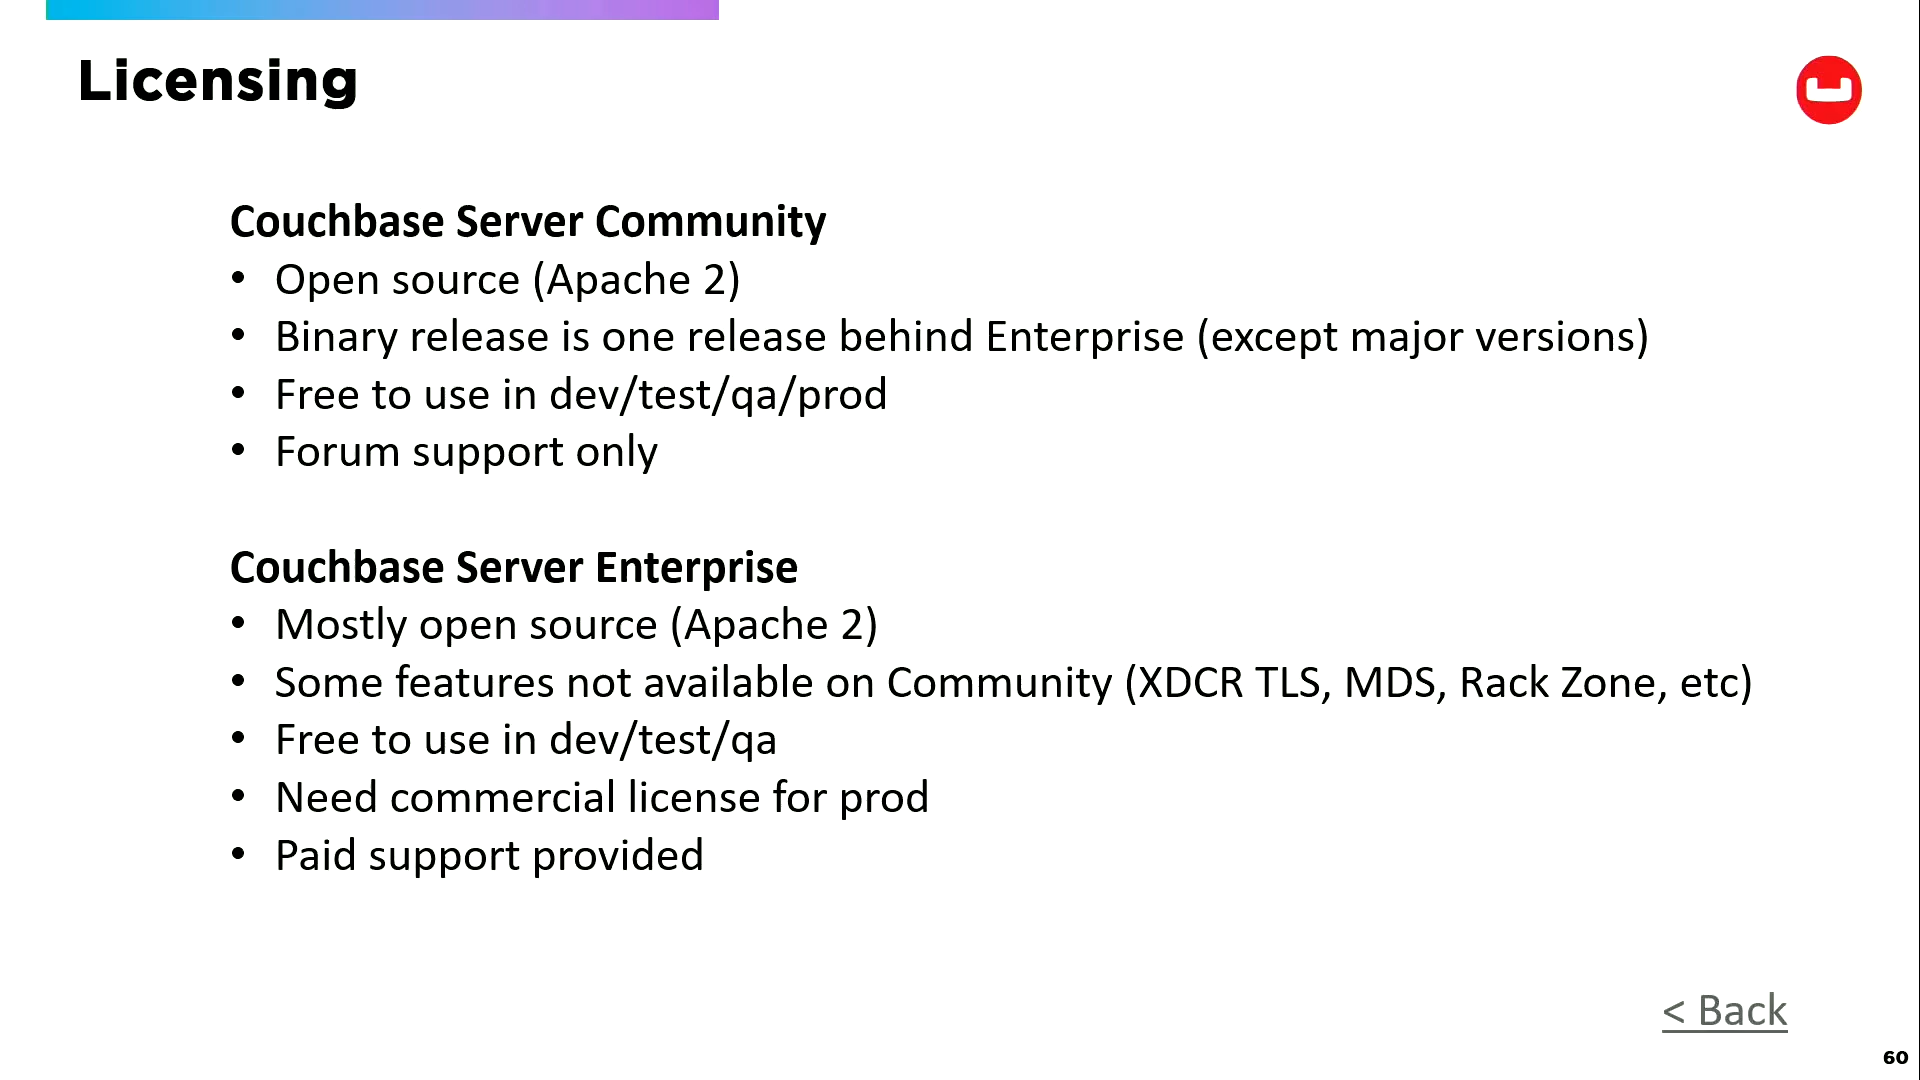 Licensing
Couchbase Server Community
• Open source (Apache 2)
• Binary release is one release behind Enterprise (except major versions)
• Free to use in dev/test/qa/prod
• Forum support only
Couchbase Server Enterprise
• Mostly open source (Apache 2)
• Some features not available on Community (XDCR TLS, MDS, Rack Zone, etc)
• Free to use in dev/test/qa
• Need commercial license for prod
• Paid support provided
< Back
60